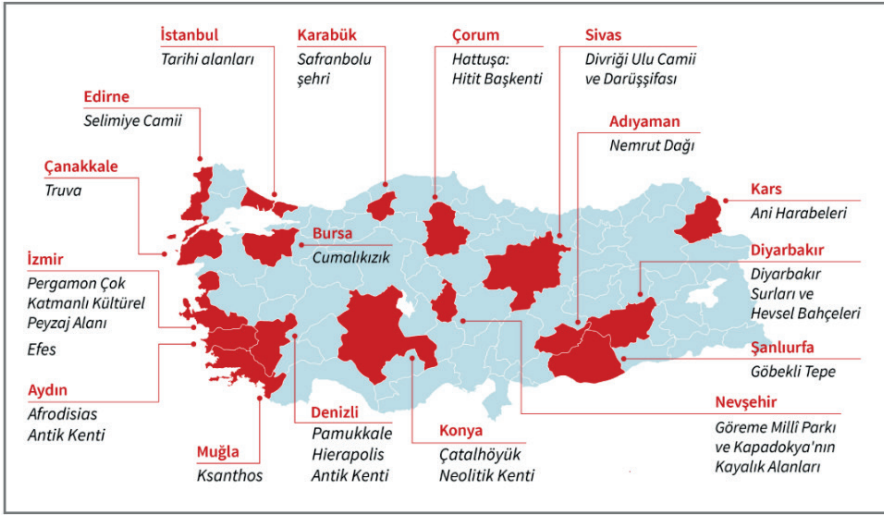 İstanbul
Tarihi alanları
Karabük
Safranbolu
şehri
Çorum
Hattuşa:
Hitit Başkenti
Sivas
Divriği Ulu Camii
ve Darüşşifası
Edirne
Selimiye Camii
Adıyaman
Nemrut Dağı
Çanakkale
Truva
Kars
Ani Harabeleri
Bursa
Cumalıkızık
İzmir
Pergamon Çok
Katmanlı Kültürel
Peyzaj Alanı
Efes
Diyarbakır
Diyarbakır
Surları ve
Hevsel Bahçeleri
Şanlıurfa
Göbekli Tepe
Aydın
Afrodisias
Antik Kenti
Muğla
Ksanthos
Denizli
Pamukkale
Hierapolis
Antik Kenti
Konya
Çatalhöyük
Neolitik Kenti
Nevşehir
Göreme Millî Parkı
ve Kapadokya'nın
Kayalık Alanları